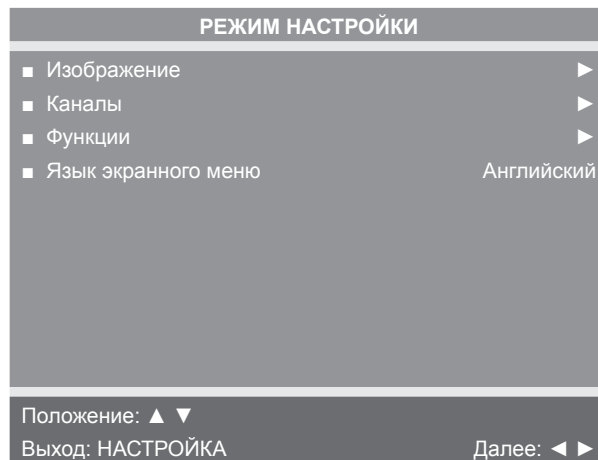 РЕЖИМ НАСТРОЙКИ
■ Изображение ►
■ Каналы ►
■ Функции ►
■ Язык экранного меню Английский
Положение: ▲ ▼
Выход: НАСТРОЙКА Далее: ◄ ►